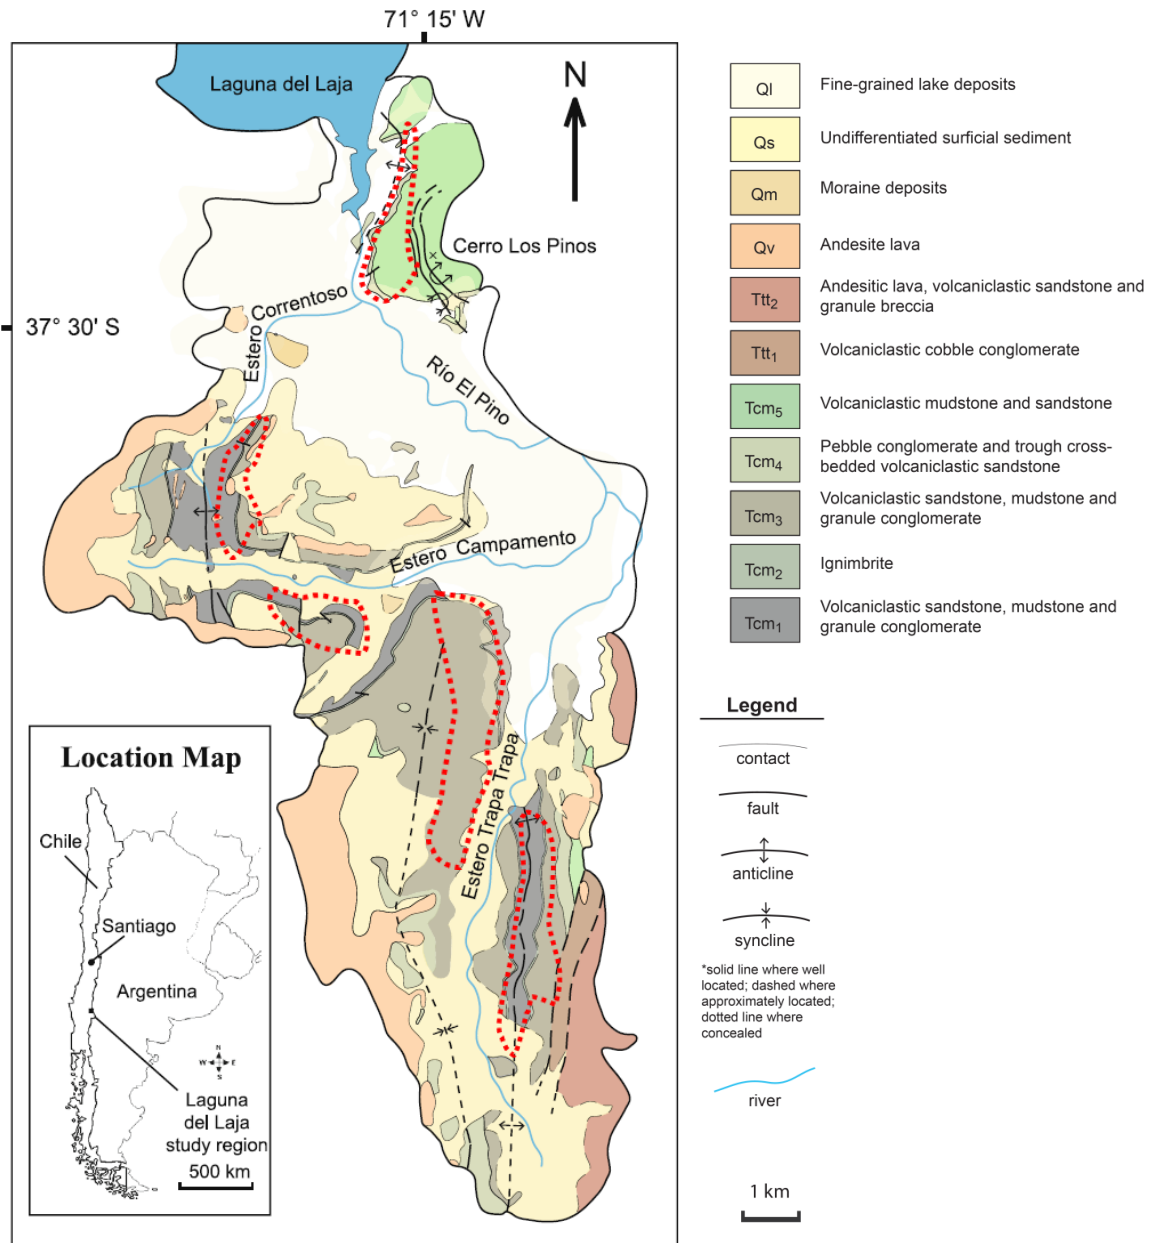 71° 15' W
Laguna del Laja
N
Cerro Los Pinos
37° 30' S
Estero Correntoso
Río El Pino
Estero Campamento
Estero Trapa Trapa
Location Map
Chile
Santiago
Argentina
N
W E
S
Laguna
del Laja
study region
500 km
Ql
Fine-grained lake deposits
Qs
Undifferentiated surficial sediment
Qm
Moraine deposits
Qv
Andesite lava
Ttt2
Andesitic lava, volcaniclastic sandstone and
granule breccia
Ttt1
Volcaniclastic cobble conglomerate
Tcm5
Volcaniclastic mudstone and sandstone
Tcm4
Pebble conglomerate and trough cross-
bedded volcaniclastic sandstone
Tcm3
Volcaniclastic sandstone, mudstone and
granule conglomerate
Tcm2
Ignimbrite
Tcm1
Volcaniclastic sandstone, mudstone and
granule conglomerate
Legend
contact
fault
anticline
syncline
*solid line where well
located; dashed where
approximately located;
dotted line where
concealed
river
1 km